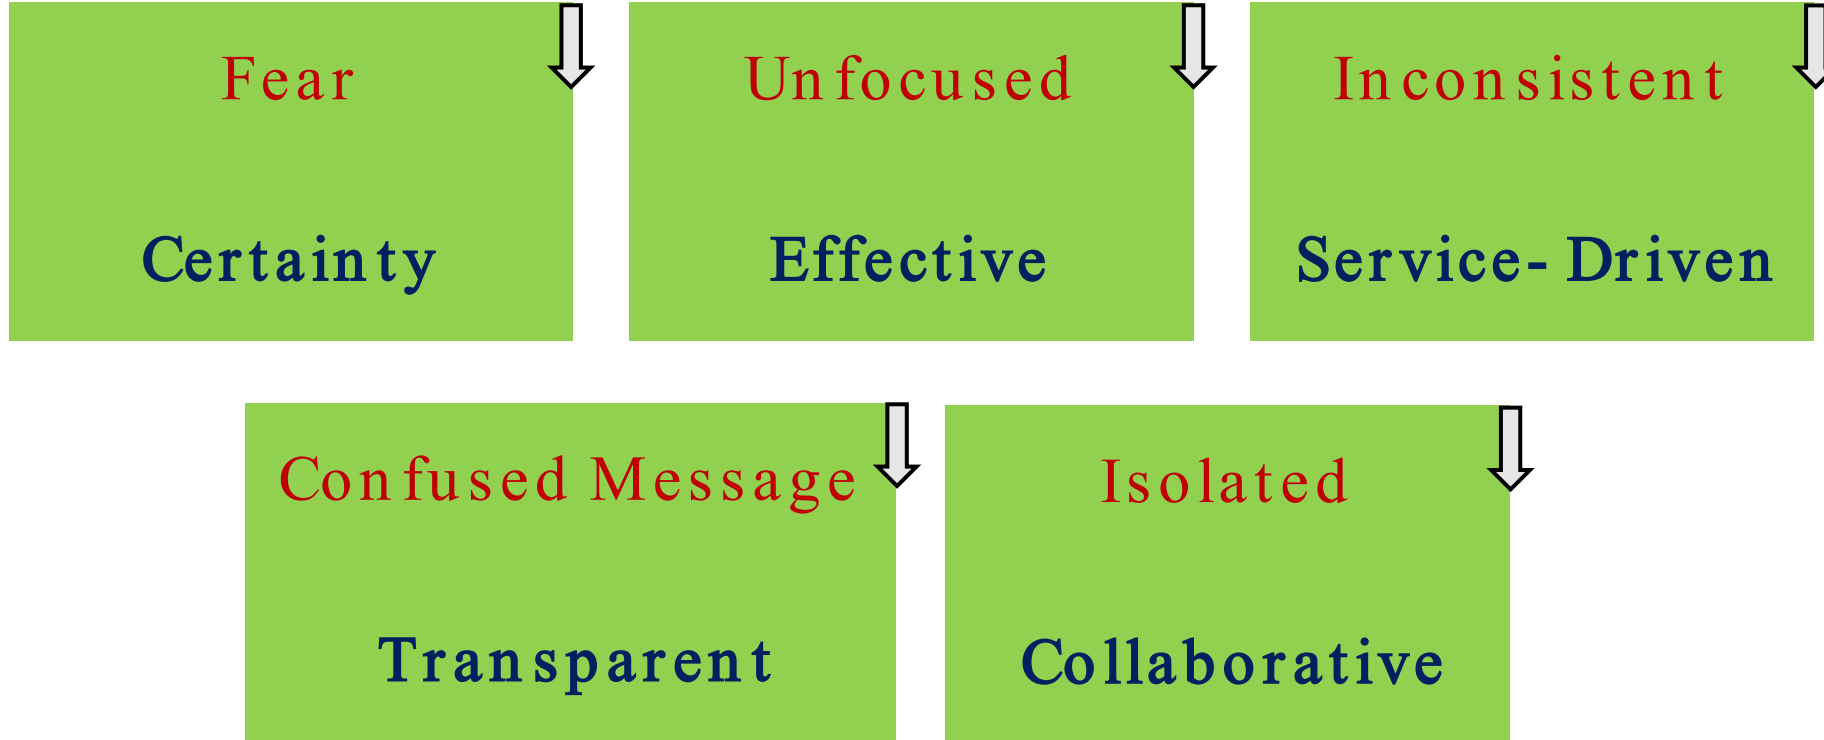 Fear
Certainty
Unfocused
Effective
Inconsistent
Service- Driven
Confused Message
Transparent
Isolated
Collaborative